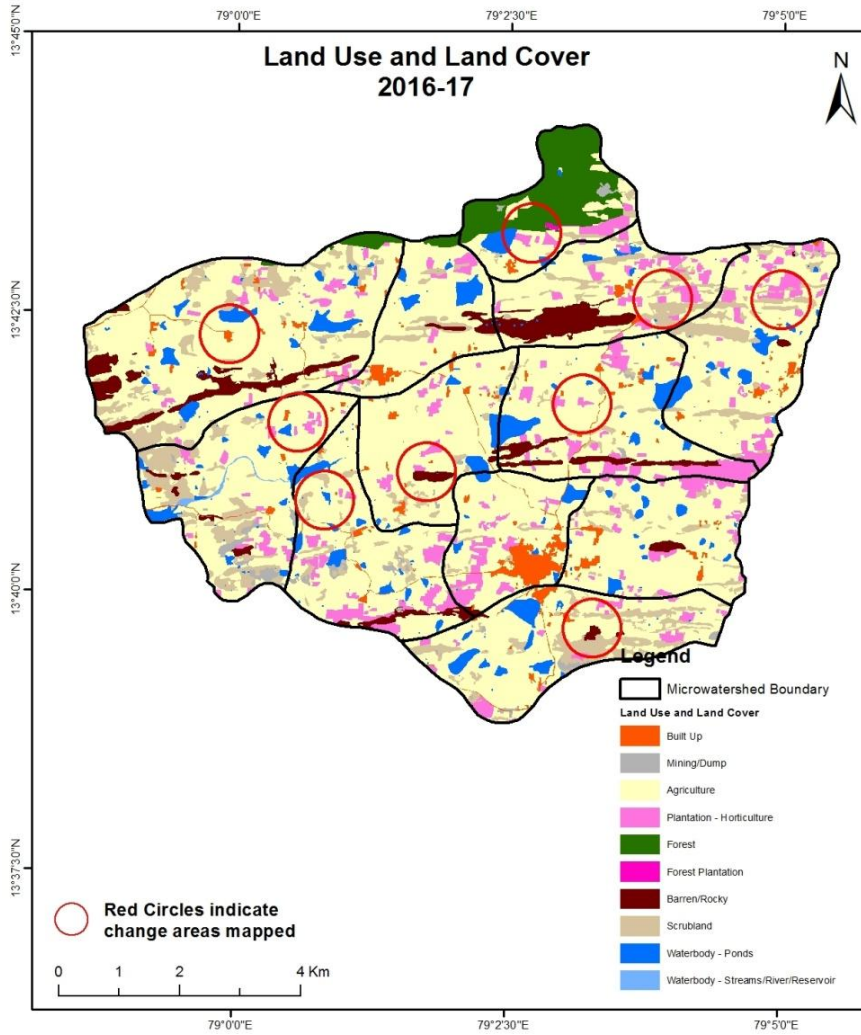 79°0'0"E
79°2'30"E
79°5'0"E
13°45'0"N
Land Use and Land Cover
2016-17
N
13°42'30"N
13°40'0"N
13°37'30"N
Legend
Microwatershed Boundary
Land Use and Land Cover
Built Up
Mining/Dump
Agriculture
Plantation - Horticulture
Forest
Forest Plantation
Barren/Rocky
Scrubland
Waterbody - Ponds
Waterbody - Streams/River/Reservoir
Red Circles indicate
change areas mapped
0 1 2 4 Km
79°0'0"E
79°2'30"E
79°5'0"E